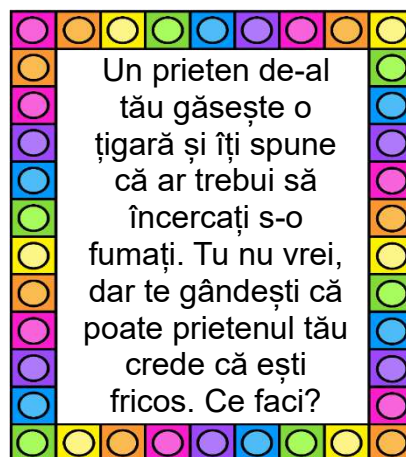 Un prieten de-al
tău găsește o
țigară și îți spune
că ar trebui să
încercați s-o
fumați. Tu nu vrei,
dar te gândești că
poate prietenul tău
crede că ești
fricos. Ce faci?